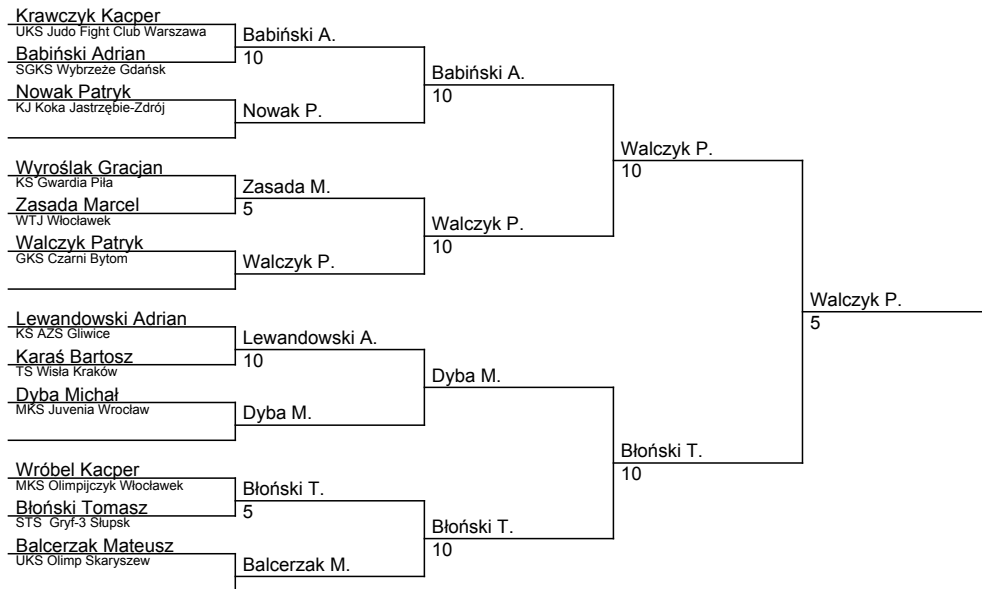 Krawczyk Kacper
UKS Judo Fight Club Warszawa
Babiński A.
10
Babiński Adrian
SGKS Wybrzeże Gdańsk
Babiński A.
10
Nowak Patryk
KJ Koka Jastrzębie-Zdrój
Nowak P.
Walczyk P.
10
Wyroślak Gracjan
KS Gwardia Piła
Zasada M.
5
Zasada Marcel
WTJ Włocławek
Walczyk P.
10
Walczyk Patryk
GKS Czarni Bytom
Walczyk P.
Walczyk P.
5
Lewandowski Adrian
KS AZS Gliwice
Lewandowski A.
10
Karaś Bartosz
TS Wisła Kraków
Dyba M.
Dyba Michał
MKS Juvenia Wrocław
Dyba M.
Błoński T.
10
Wróbel Kacper
MKS Olimpijczyk Włocławek
Błoński T.
5
Błoński Tomasz
STS Gryf-3 Słupsk
Błoński T.
10
Balcerzak Mateusz
UKS Olimp Skaryszew
Balcerzak M.